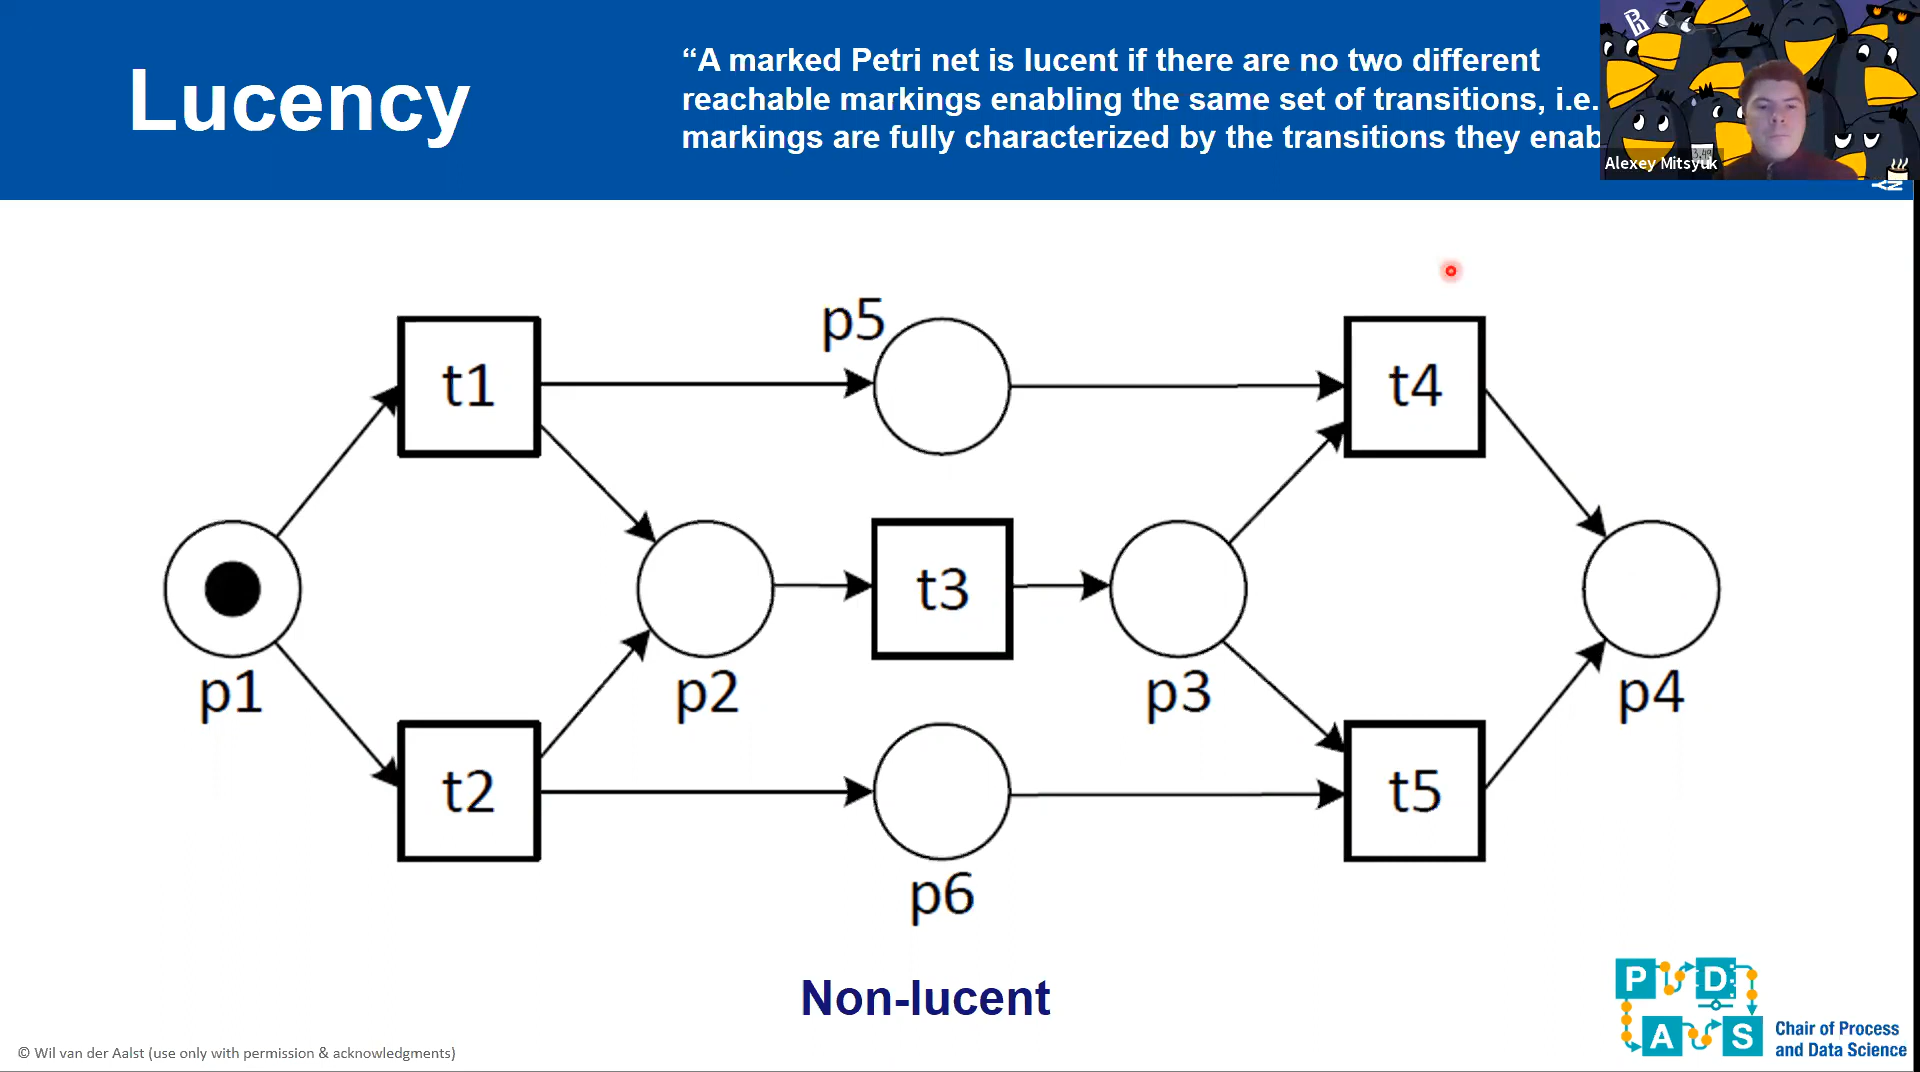 Lucency
“A marked Petri net is lucent if there are no two different
reachable markings enabling the same set of transitions, i.e.
markings are fully characterized by the transitions they enab
Alexey Mitsyuk
p5
t1
t4
p1
p2
t3
p3
p4
t2
t5
p6
Non-lucent
© Wil van der Aalst (use only with permission & acknowledgments)
P D
A S
Chair of Process
and Data Science